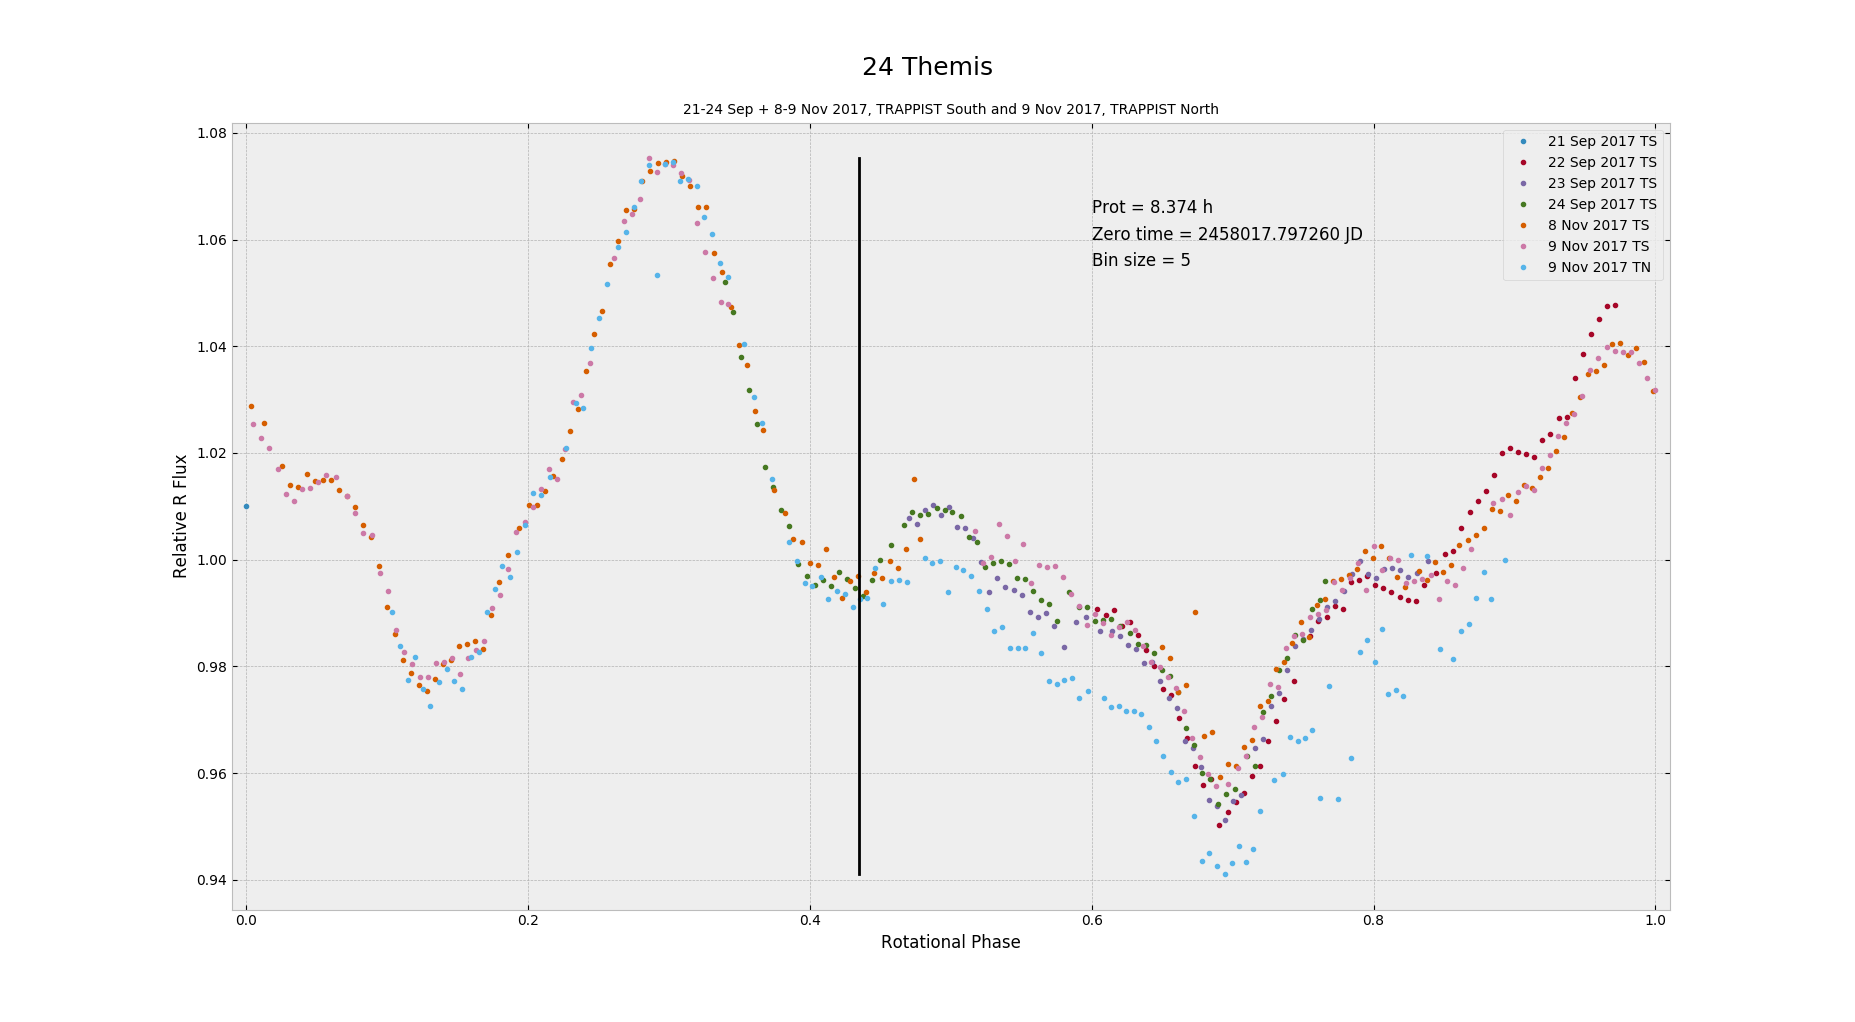 24 Themis
21-24 Sep + 8-9 Nov 2017, TRAPPIST South and 9 Nov 2017, TRAPPIST North
1.08
1.06
1.04
1.02
1.00
0.98
0.96
0.94
Relative R Flux
Prot = 8.374 h
Zero time = 2458017.797260 JD
Bin size = 5
21 Sep 2017 TS
22 Sep 2017 TS
23 Sep 2017 TS
24 Sep 2017 TS
8 Nov 2017 TS
9 Nov 2017 TS
9 Nov 2017 TN
0.0 0.2 0.4 0.6 0.8 1.0
Rotational Phase